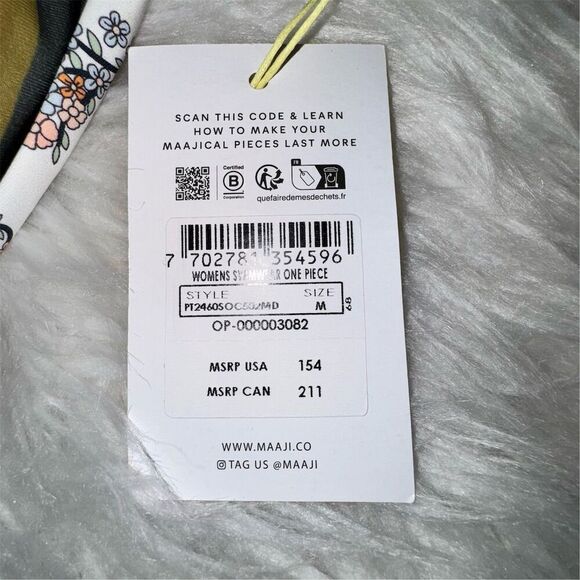 SCAN THIS CODE & LEARN
HOW TO MAKE YOUR
MAAJICAL PIECES LAST MORE
Certified
B
Corporation
FR
quefairedemesdechets.fr
7 702781 354596
WOMENS SWIMWEAR ONE PIECE
STYLE SIZE
M
68
OP-000003082
MSRP USA 154
MSRP CAN 211
WWW.MAAJI.CO
TAG US @MAAJI